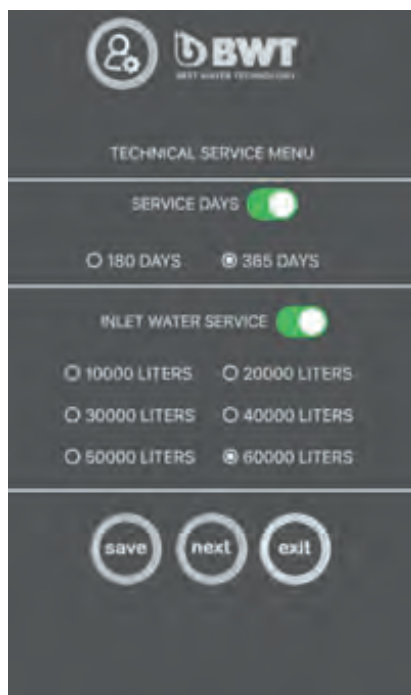 BWT
BEST WATER TECHNOLOGY
TECHNICAL SERVICE MENU
SERVICE DAYS
180 DAYS 365 DAYS
INLET WATER SERVICE
10000 LITERS 20000 LITERS
30000 LITERS 40000 LITERS
50000 LITERS 60000 LITERS
save next exit